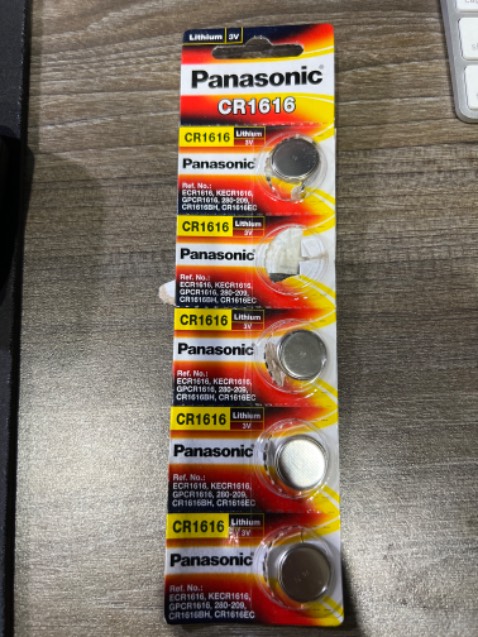 Lithium 3V
Panasonic
CR1616
CR1616 Lithium 3V
Panasonic
Ref. No.:
ECR1616, KECR1616,
GPCR1616, 280-209,
CR1616BH, CR1616EC
CR1616 Lithium 3V
Panasonic
Ref. No.:
ECR1616, KECR1616,
GPCR1616, 280-209,
CR1616BH, CR1616EC
CR1616 Lithium 3V
Panasonic
Ref. No.:
ECR1616, KECR1616,
GPCR1616, 280-209,
CR1616BH, CR1616EC
CR1616 Lithium 3V
Panasonic
Ref. No.:
ECR1616, KECR1616,
GPCR1616, 280-209,
CR1616BH, CR1616EC
CR1616 Lithium 3V
Panasonic
Ref. No.:
ECR1616, KECR1616,
GPCR1616, 280-209,
CR1616BH, CR1616EC